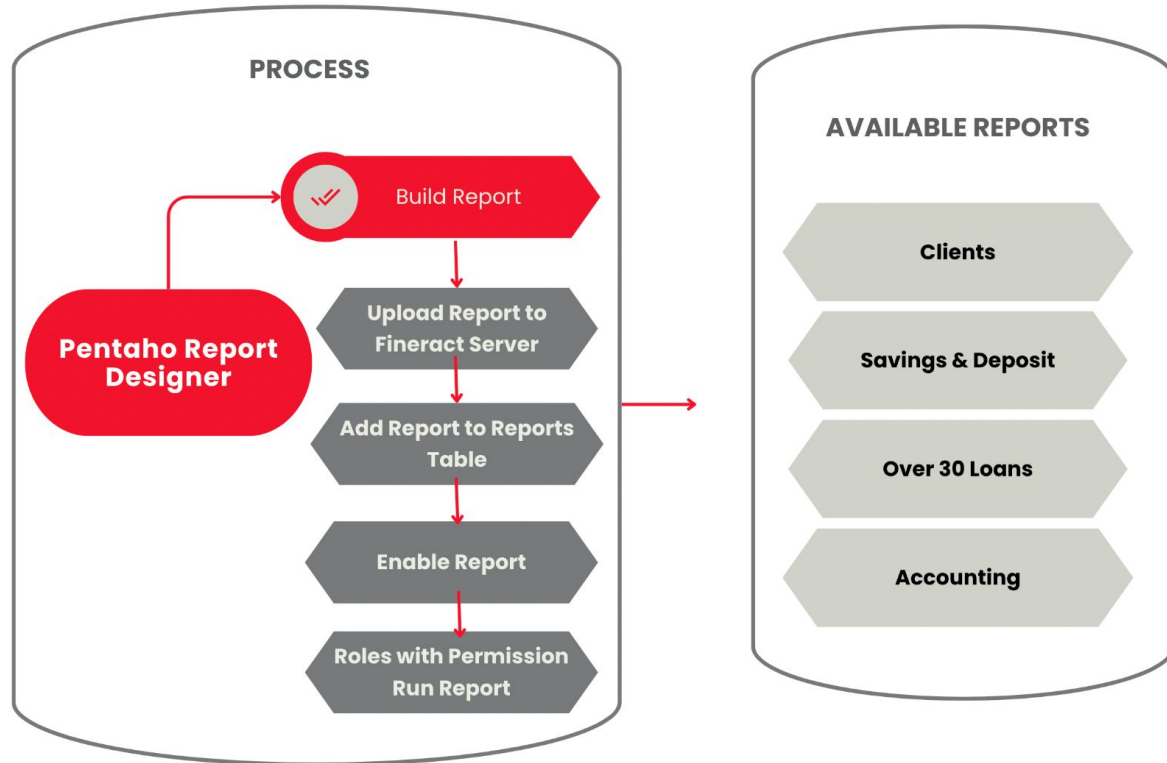 PROCESS
Build Report
Pentaho Report
Designer
Upload Report to
Fineract Server
Add Report to Reports
Table
Enable Report
Roles with Permission
Run Report
AVAILABLE REPORTS
Clients
Savings & Deposit
Over 30 Loans
Accounting